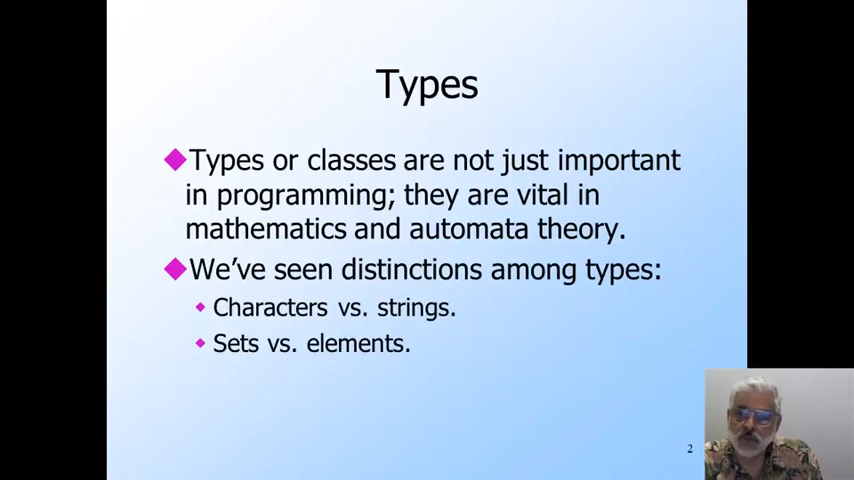 Types
Types or classes are not just important
in programming; they are vital in
mathematics and automata theory.
We’ve seen distinctions among types:
Characters vs. strings.
Sets vs. elements.
2